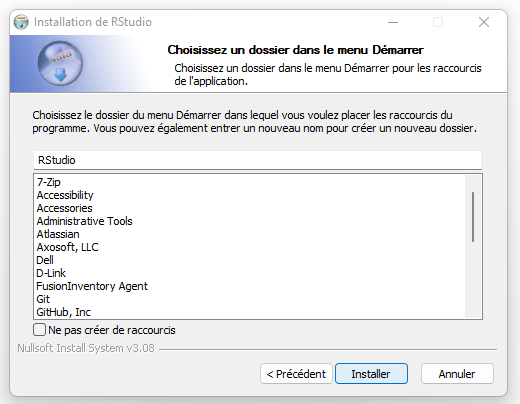 Installation de RStudio
Choisissez un dossier dans le menu Démarrer
Choisissez un dossier dans le menu Démarrer pour les raccourcis
de l'application.
Choisissez le dossier du menu Démarrer dans lequel vous voulez placer les raccourcis du
programme. Vous pouvez également entrer un nouveau nom pour créer un nouveau dossier.
RStudio
7-Zip
Accessibility
Accessories
Administrative Tools
Atlassian
Axosoft, LLC
Dell
D-Link
FusionInventory Agent
Git
GitHub, Inc
Ne pas créer de raccourcis
Nullsoft Install System v3.08
< Précédent
Installer
Annuler